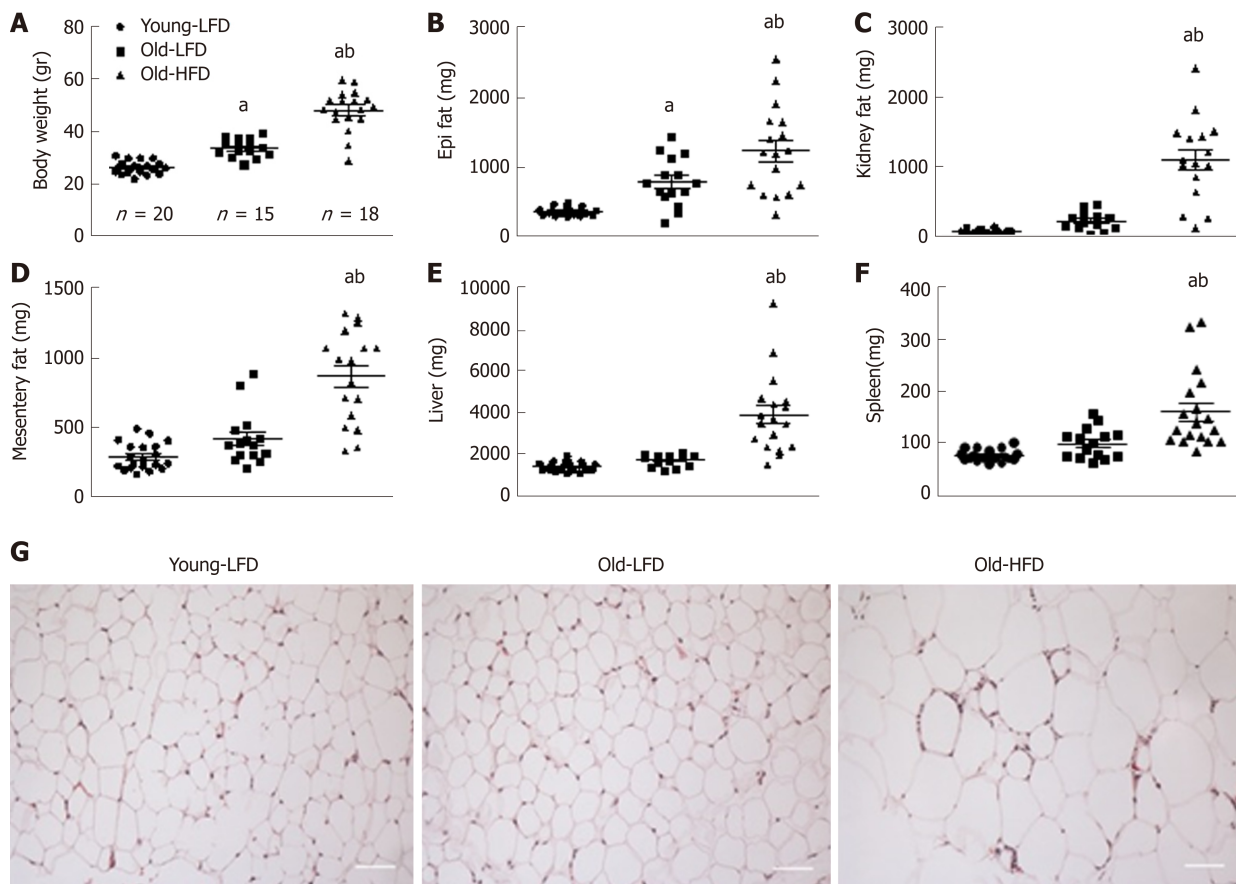 A
80
60
40
20
0
Body weight (gr)
Young-LFD
Old-LFD
Old-HFD
a
ab
n = 20
n = 15
n = 18
B
3000
2000
1000
0
Epi fat (mg)
a
ab
C
3000
2000
1000
0
Kidney fat (mg)
ab
D
1500
1000
500
0
Mesentery fat (mg)
ab
E
10000
8000
6000
4000
2000
0
Liver (mg)
ab
F
400
300
200
100
0
Spleen(mg)
ab
G
Young-LFD
Old-LFD
Old-HFD